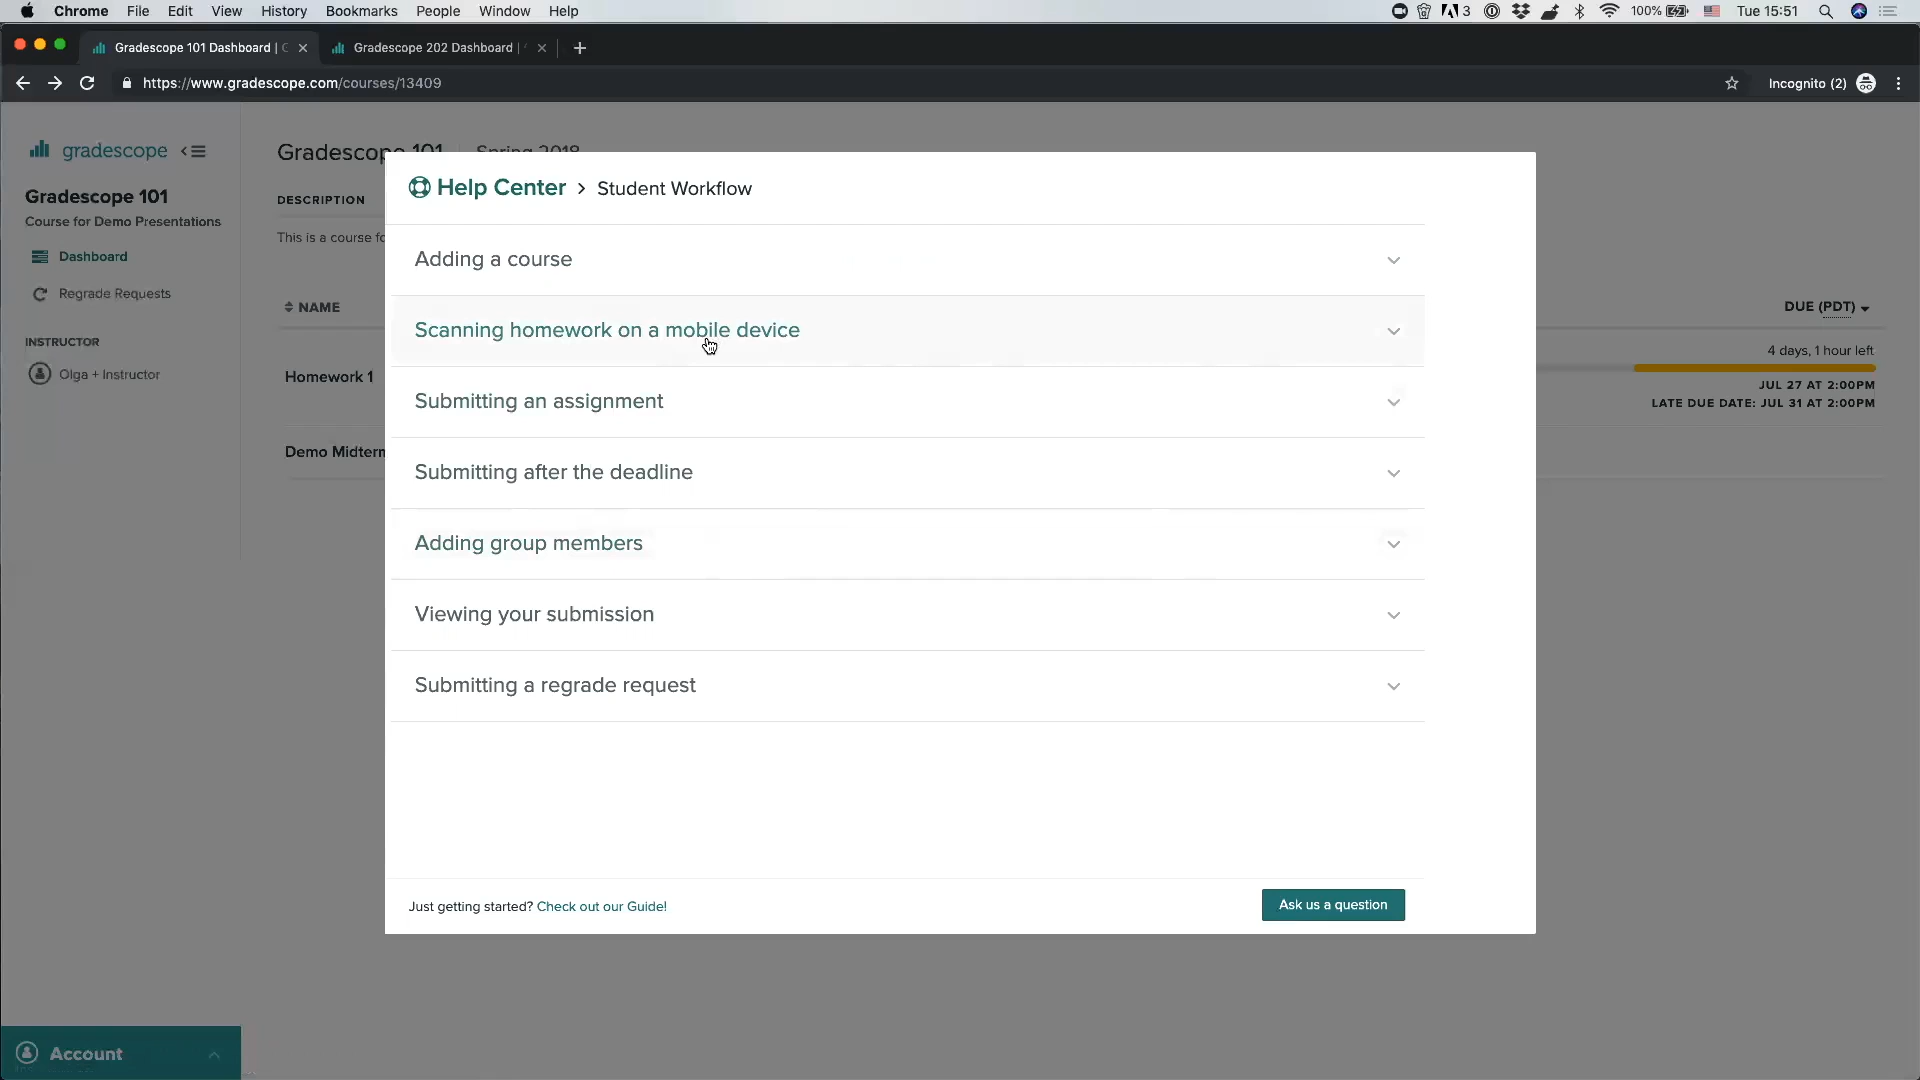 Chrome File Edit View History Bookmarks People Window Help
3 100% Tue 15:51
Gradescope 101 Dashboard |
Gradescope 202 Dashboard |
https://www.gradescope.com/courses/13409
Incognito (2)
gradescope
Gradescope 101
Course for Demo Presentations
Dashboard
Regrade Requests
INSTRUCTOR
Olga + Instructor
Account
Gradescope 101 Spring 2018
DESCRIPTION
This is a course fo
NAME
DUE (PDT)
Homework 1
4 days, 1 hour left
JUL 27 AT 2:00PM
LATE DUE DATE: JUL 31 AT 2:00PM
Demo Midterm
Help Center > Student Workflow
Adding a course
Scanning homework on a mobile device
Submitting an assignment
Submitting after the deadline
Adding group members
Viewing your submission
Submitting a regrade request
Just getting started? Check out our Guide!
Ask us a question